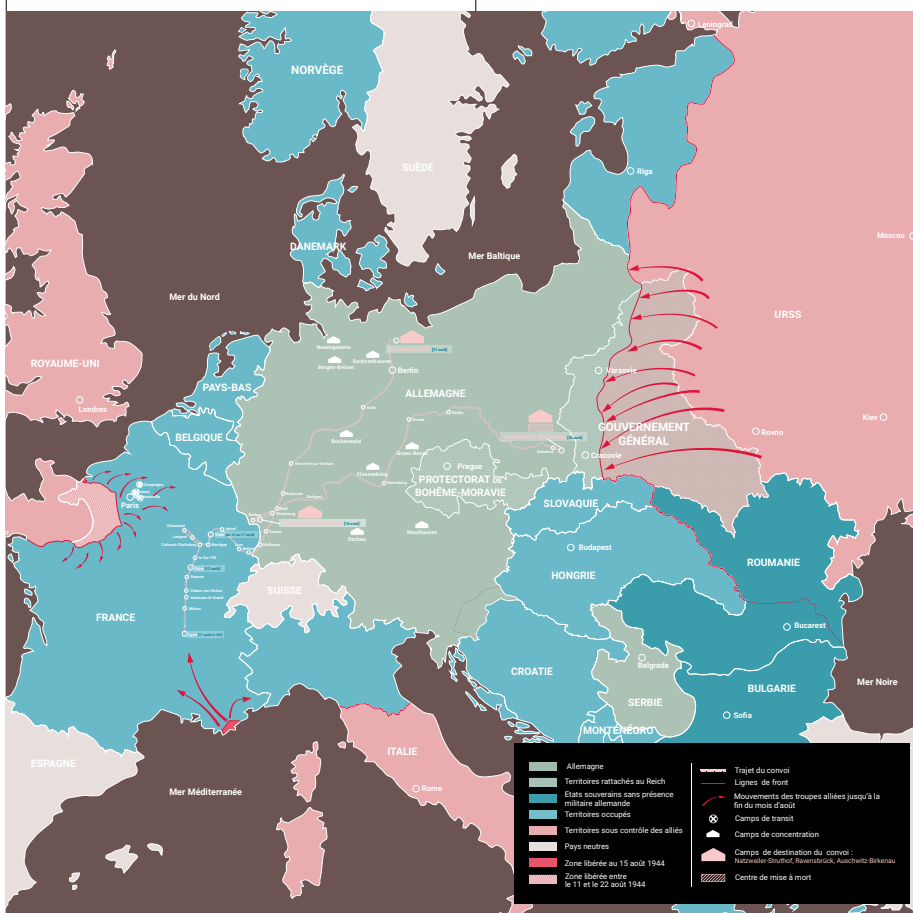 Leningrad
NORVÈGE
SUÈDE
Riga
Moscou
DANEMARK
Mer Baltique
Mer du Nord
URSS
ROYAUME-UNI
Londres
PAYS-BAS
BELGIQUE
Neuengamme
Bergen-Belsen
Sachsenhausen
[21 août]
Berlin
ALLEMAGNE
Varsovie
Kiev
Rovno
GOUVERNEMENT
GÉNÉRAL
Cracovie
Halle
Buchenwald
Gross-Rosen
Flossenbürg
Prague
PROTECTORAT DE
BOHÊME-MORAVIE
Paris
SLOVAQUIE
Mauthausen
Dachau
Budapest
HONGRIE
ROUMANIE
SUISSE
FRANCE
Bucarest
Belgrade
CROATIE
SERBIE
BULGARIE
Sofia
MONTÉNÉGRO
Mer Noire
ESPAGNE
ITALIE
Rome
Mer Méditerranée
Allemagne
Territoires rattachés au Reich
Etats souverains sans présence
militaire allemande
Territoires occupés
Territoires sous contrôle des alliés
Pays neutres
Zone libérée au 15 août 1944
Zone libérée entre
le 11 et le 22 août 1944
Trajet du convoi
Lignes de front
Mouvements des troupes alliées jusqu'à la
fin du mois d'août
Camps de transit
Camps de concentration
Camps de destination du convoi :
Natzweiler-Struthof, Ravensbrück, Auschwitz-Birkenau
Centre de mise à mort